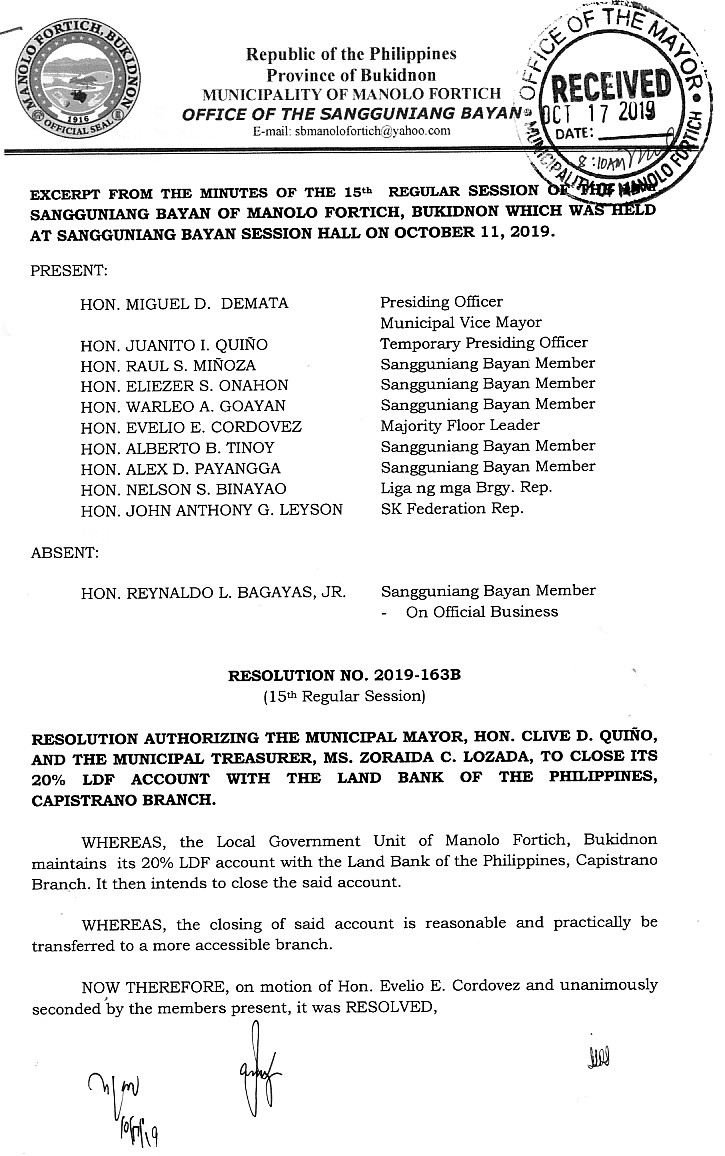 MANOLO FORTICH, BUKIDNON
1916
OFFICIAL SEAL
Republic of the Philippines
Province of Bukidnon
MUNICIPALITY OF MANOLO FORTICH
OFFICE OF THE SANGGUNIANG BAYAN
E-mail: sbmanolofortich@yahoo.com
OFFICE OF THE MAYOR
RECEIVED
OCT 17 2019
DATE:
8:10AM
MUNICIPALITY OF MANOLO FORTICH
EXCERPT FROM THE MINUTES OF THE 15th REGULAR SESSION OF THE
SANGGUNIANG BAYAN OF MANOLO FORTICH, BUKIDNON WHICH WAS HELD
AT SANGGUNIANG BAYAN SESSION HALL ON OCTOBER 11, 2019.
PRESENT:
HON. MIGUEL D. DEMATA Presiding Officer
Municipal Vice Mayor
HON. JUANITO I. QUIÑO Temporary Presiding Officer
HON. RAUL S. MIÑOZA Sangguniang Bayan Member
HON. ELIEZER S. ONAHON Sangguniang Bayan Member
HON. WARLEO A. GOAYAN Sangguniang Bayan Member
HON. EVELIO E. CORDOVEZ Majority Floor Leader
HON. ALBERTO B. TINOY Sangguniang Bayan Member
HON. ALEX D. PAYANGGA Sangguniang Bayan Member
HON. NELSON S. BINAYAO Liga ng mga Brgy. Rep.
HON. JOHN ANTHONY G. LEYSON SK Federation Rep.
ABSENT:
HON. REYNALDO L. BAGAYAS, JR. Sangguniang Bayan Member
- On Official Business
RESOLUTION NO. 2019-163B
(15th Regular Session)
RESOLUTION AUTHORIZING THE MUNICIPAL MAYOR, HON. CLIVE D. QUIÑO,
AND THE MUNICIPAL TREASURER, MS. ZORAIDA C. LOZADA, TO CLOSE ITS
20% LDF ACCOUNT WITH THE LAND BANK OF THE PHILIPPINES,
CAPISTRANO BRANCH.
WHEREAS, the Local Government Unit of Manolo Fortich, Bukidnon
maintains its 20% LDF account with the Land Bank of the Philippines, Capistrano
Branch. It then intends to close the said account.
WHEREAS, the closing of said account is reasonable and practically be
transferred to a more accessible branch.
NOW THEREFORE, on motion of Hon. Evelio E. Cordovez and unanimously
seconded by the members present, it was RESOLVED,